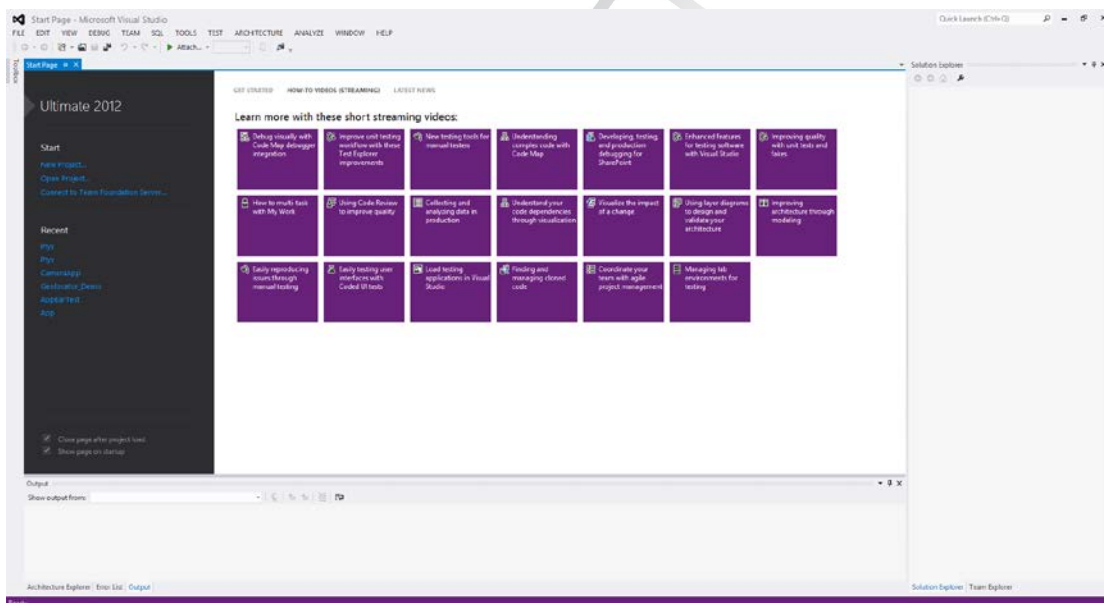 Start Page - Microsoft Visual Studio
Quick Launch (Ctrl+Q)
FILE EDIT VIEW DEBUG TEAM SQL TOOLS TEST ARCHITECTURE ANALYZE WINDOW HELP
Attach...
Toolbox
Start Page
Solution Explorer
GET STARTED HOW-TO VIDEOS (STREAMING) LATEST NEWS
Ultimate 2012
Learn more with these short streaming videos:
Debug visually with
Code Map debugger
integration
Improve unit testing
workflow with these
Test Explorer
improvements
New testing tools for
manual testers
Understanding
complex code with
Code Map
Developing, testing,
and production
debugging for
SharePoint
Enhanced features
for testing software
with Visual Studio
Improving quality
with unit tests and
fakes
How to multi task
with My Work
Using Code Review
to improve quality
Collecting and
analyzing data in
production
Understand your
code dependencies
through visualization
Visualize the impact
of a change
Using layer diagrams
to design and
validate your
architecture
Improving
architecture through
modeling
Easily reproducing
issues through
manual testing
Easily testing user
interfaces with
Coded UI tests
Load testing
applications in Visual
Studio
Finding and
managing cloned
code
Coordinate your
team with agile
project management
Managing lab
environments for
testing
Start
New Project...
Open Project...
Connect to Team Foundation Server...
Recent
Geolocator_Demo
AppBarTest
App
Close page after project load
Show page on startup
Output
Show output from:
Architecture Explorer Error List Output
Solution Explorer Team Explorer